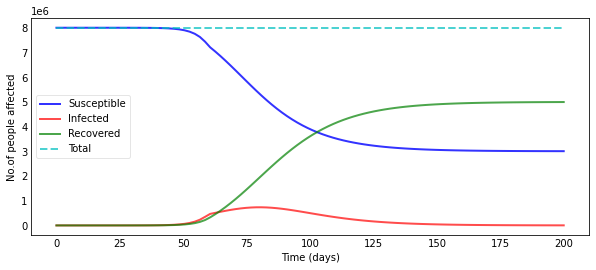 1e6
8
7
6
5
4
3
2
1
0
No.of people affected
Susceptible
Infected
Recovered
Total
0 25 50 75 100 125 150 175 200
Time (days)